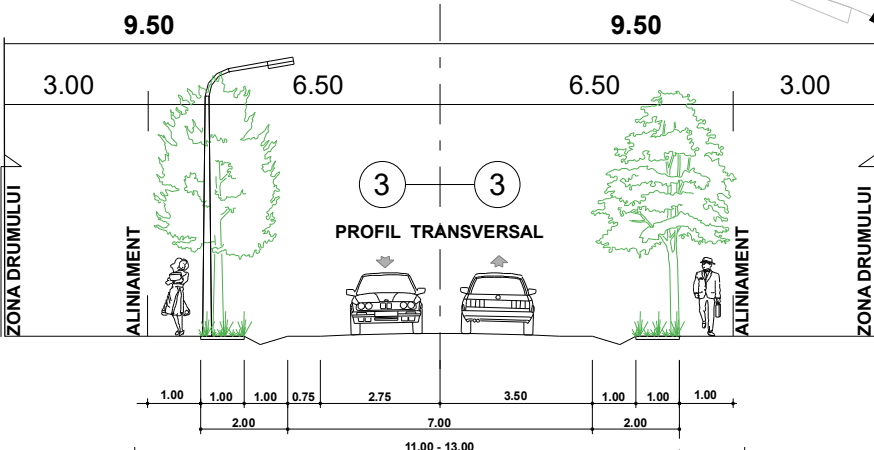 9.50 9.50
3.00 6.50 6.50 3.00
3 3
PROFIL TRANSVERSAL
ZONA DRUMULUI
ALINIAMENT
ALINIAMENT
ZONA DRUMULUI
1.00 1.00 1.00 0.75 2.75 3.50 1.00 1.00 1.00
2.00 7.00 2.00
11.00 - 13.00